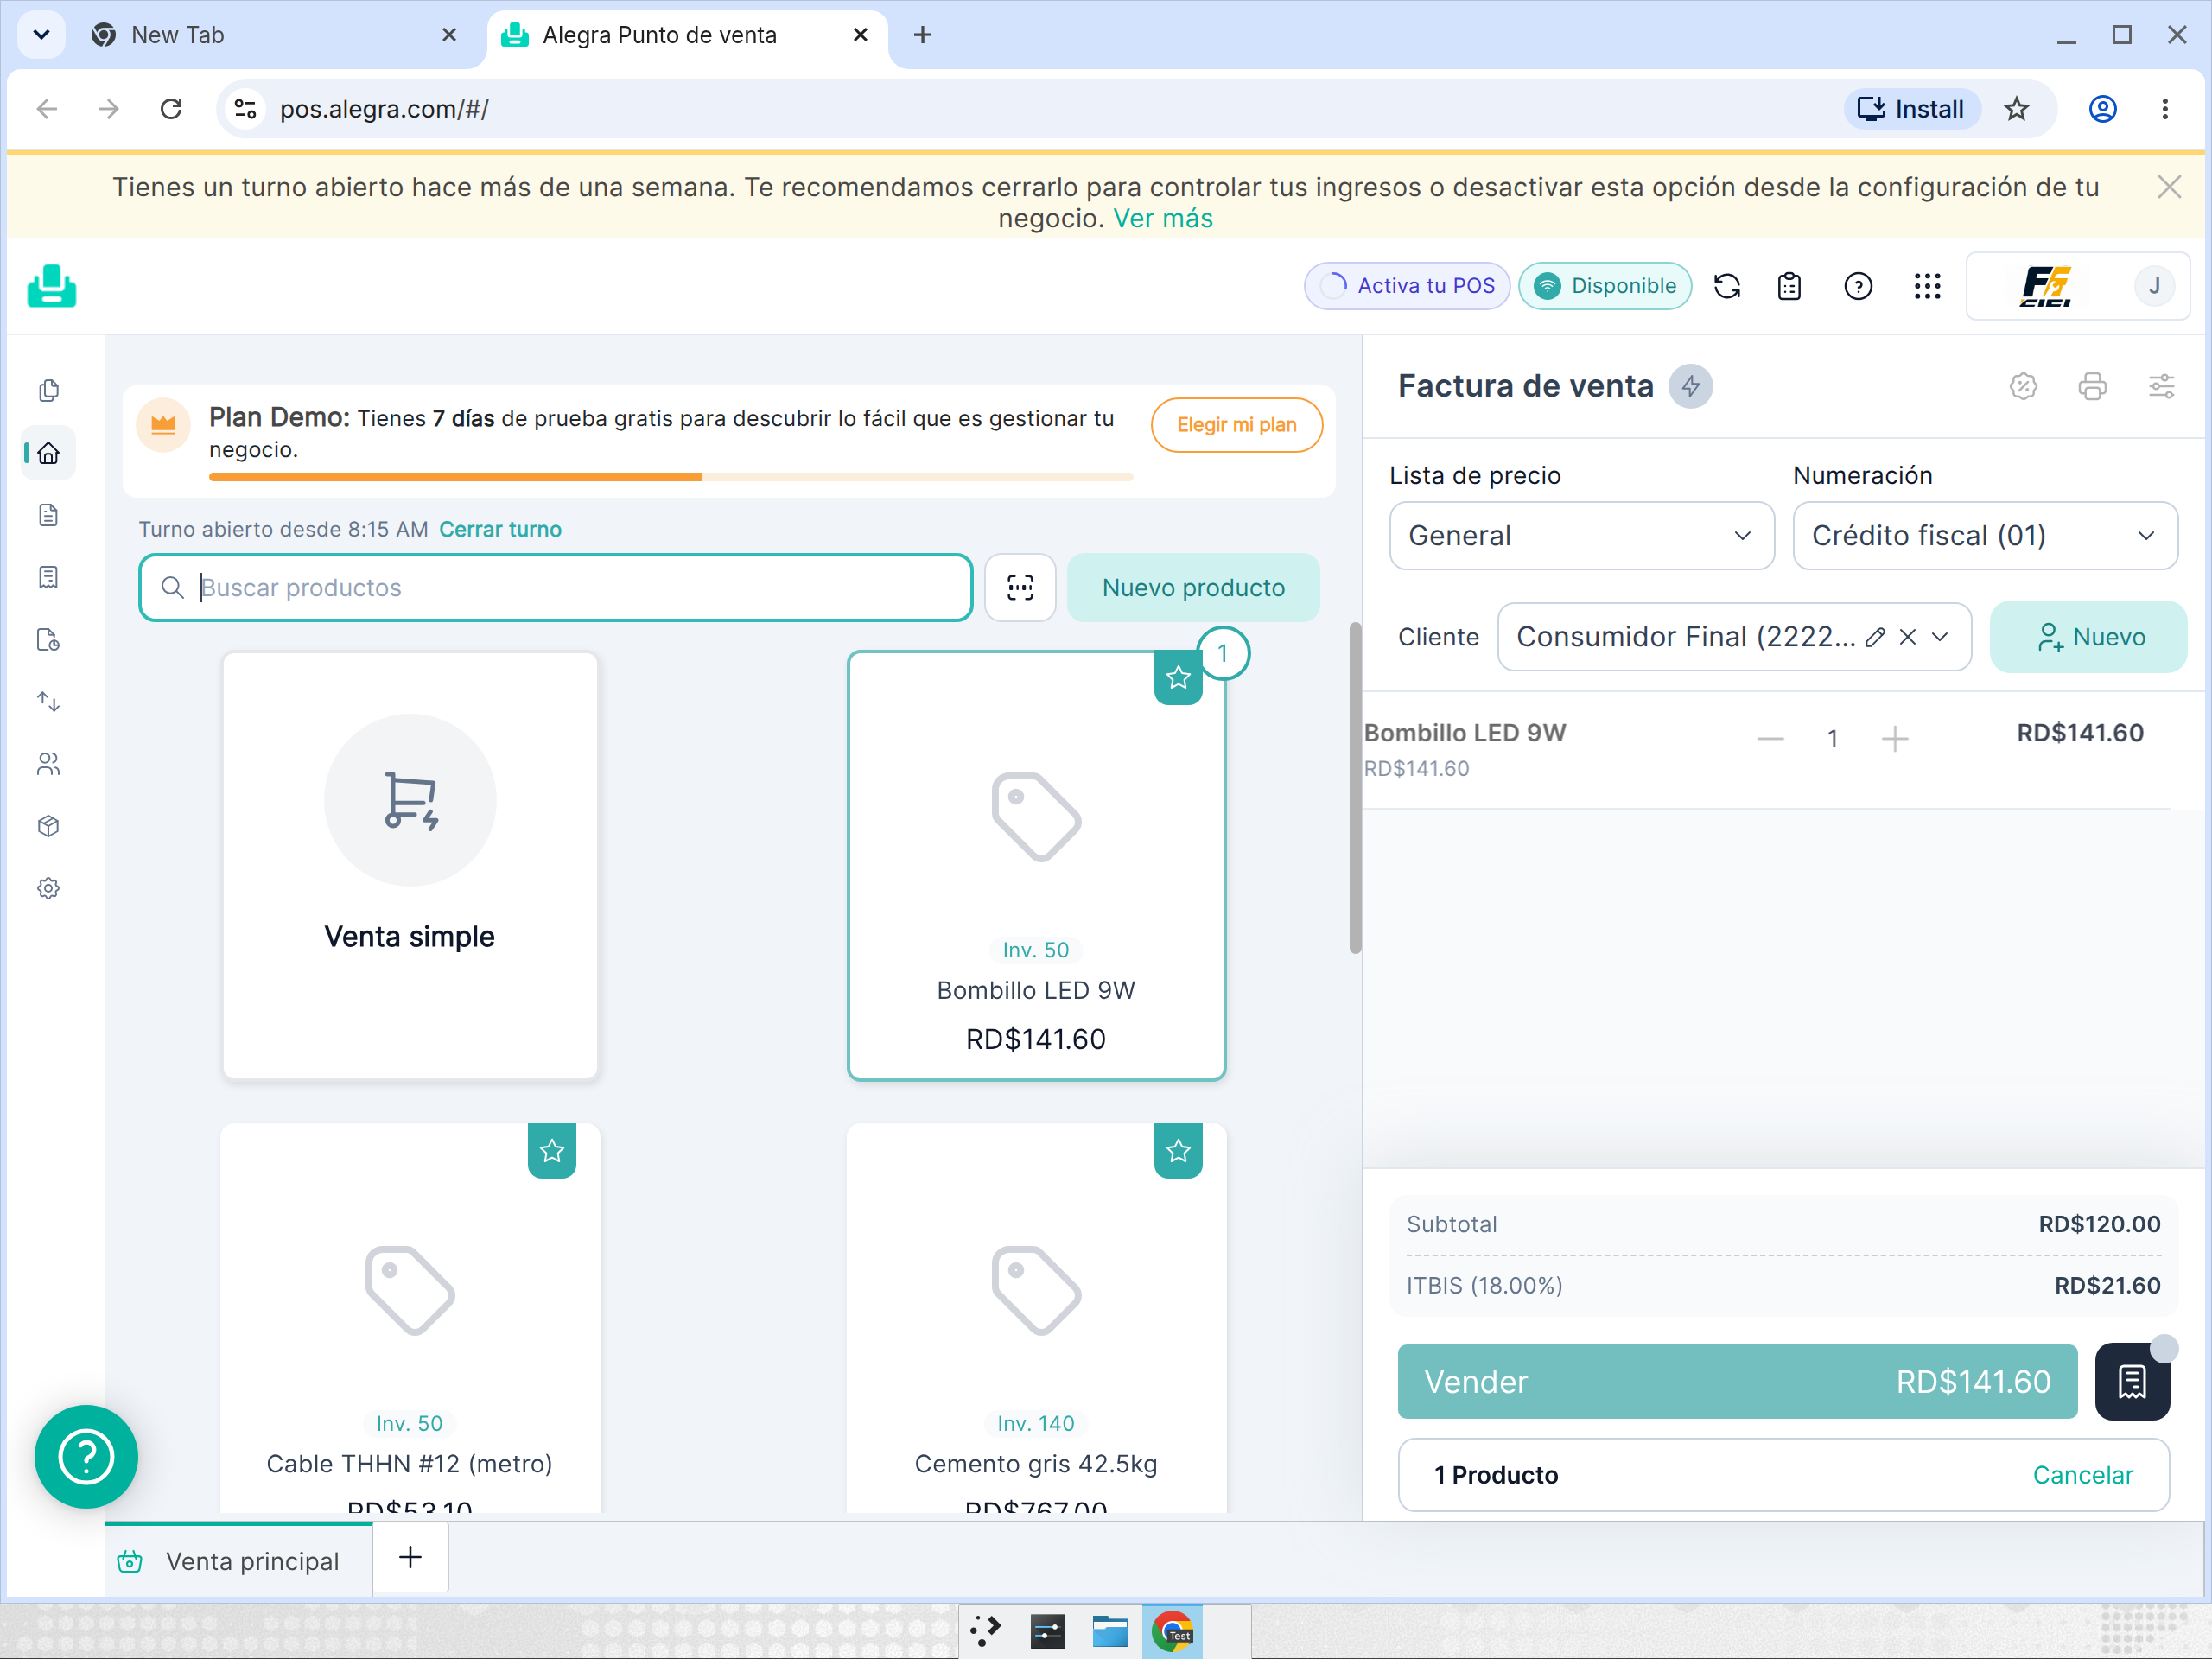 New Tab
Alegra Punto de venta
pos.alegra.com/#/
Install
Tienes un turno abierto hace más de una semana. Te recomendamos cerrarlo para controlar tus ingresos o desactivar esta opción desde la configuración de tu
negocio. Ver más
Activa tu POS
Disponible
J
Plan Demo: Tienes 7 días de prueba gratis para descubrir lo fácil que es gestionar tu
negocio.
Elegir mi plan
Turno abierto desde 8:15 AM Cerrar turno
Buscar productos
Nuevo producto
Venta simple
1
Inv. 50
Bombillo LED 9W
RD$141.60
Inv. 50
Cable THHN #12 (metro)
RD$53.10
Inv. 140
Cemento gris 42.5kg
RD$767.00
Factura de venta
Lista de precio
Numeración
General
Crédito fiscal (01)
Cliente
Consumidor Final (2222...
Nuevo
Bombillo LED 9W
1
RD$141.60
RD$141.60
Subtotal
RD$120.00
ITBIS (18.00%)
RD$21.60
Vender
RD$141.60
1 Producto
Cancelar
Venta principal
Test